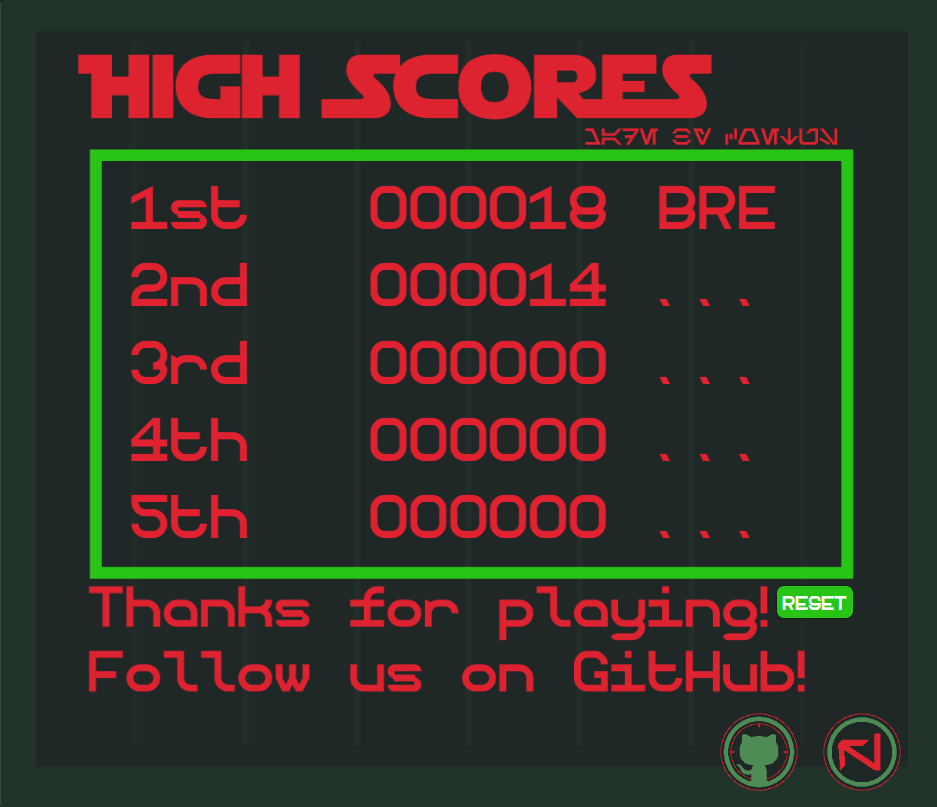 HIGH SCORES
1st 000018 BRE
2nd 000014 . . .
3rd 000000 . . .
4th 000000 . . .
5th 000000 . . .
Thanks for playing! RESET
Follow us on GitHub!